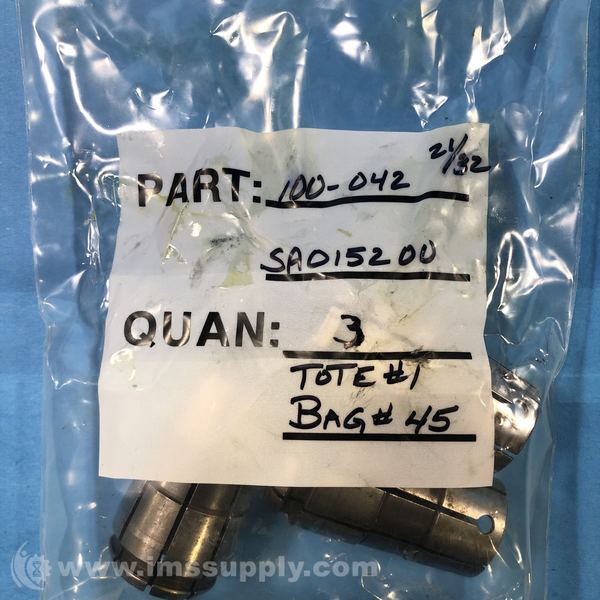 PART: 100-042 21/32
SA015200
QUAN: 3
TOTE #1
BAG # 45
www.imssupply.com